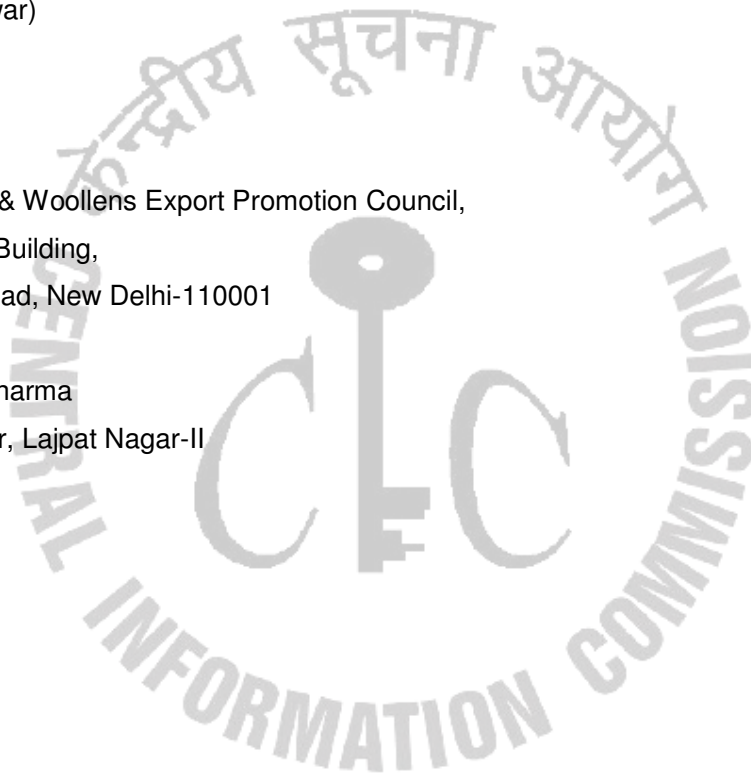 var)
केन्द्रीय सूचना आयोग
& Woollens Export Promotion Council,
Building,
ad, New Delhi-110001
harma
r, Lajpat Nagar-II
CIC
CENTRAL INFORMATION COMMISSION